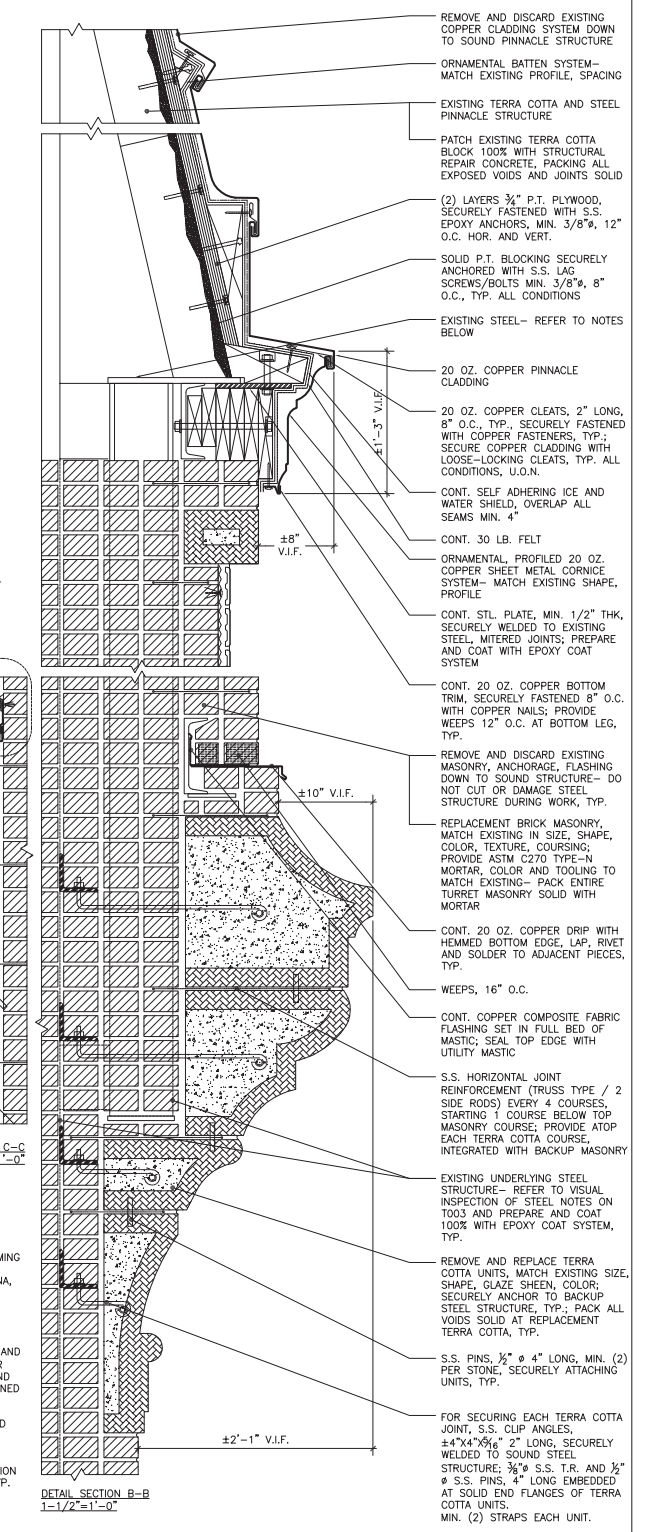 REMOVE AND DISCARD EXISTING
COPPER CLADDING SYSTEM DOWN
TO SOUND PINNACLE STRUCTURE
ORNAMENTAL BATTEN SYSTEM–
MATCH EXISTING PROFILE, SPACING
EXISTING TERRA COTTA AND STEEL
PINNACLE STRUCTURE
PATCH EXISTING TERRA COTTA
BLOCK 100% WITH STRUCTURAL
REPAIR CONCRETE, PACKING ALL
EXPOSED VOIDS AND JOINTS SOLID
(2) LAYERS ¾" P.T. PLYWOOD,
SECURELY FASTENED WITH S.S.
EPOXY ANCHORS, MIN. 3/8"ø, 12"
O.C. HOR. AND VERT.
SOLID P.T. BLOCKING SECURELY
ANCHORED WITH S.S. LAG
SCREWS/BOLTS MIN. 3/8"ø, 8"
O.C., TYP. ALL CONDITIONS
EXISTING STEEL– REFER TO NOTES
BELOW
20 OZ. COPPER PINNACLE
CLADDING
±1'-3" V.I.F.
20 OZ. COPPER CLEATS, 2" LONG,
8" O.C., TYP., SECURELY FASTENED
WITH COPPER FASTENERS, TYP.;
SECURE COPPER CLADDING WITH
LOOSE-LOCKING CLEATS, TYP. ALL
CONDITIONS, U.O.N.
CONT. SELF ADHERING ICE AND
WATER SHIELD, OVERLAP ALL
SEAMS MIN. 4"
±8"
V.I.F.
CONT. 30 LB. FELT
ORNAMENTAL, PROFILED 20 OZ.
COPPER SHEET METAL CORNICE
SYSTEM– MATCH EXISTING SHAPE,
PROFILE
CONT. STL. PLATE, MIN. 1/2" THK,
SECURELY WELDED TO EXISTING
STEEL, MITERED JOINTS; PREPARE
AND COAT WITH EPOXY COAT
SYSTEM
CONT. 20 OZ. COPPER BOTTOM
TRIM, SECURELY FASTENED 8" O.C.
WITH COPPER NAILS; PROVIDE
WEEPS 12" O.C. AT BOTTOM LEG,
TYP.
REMOVE AND DISCARD EXISTING
MASONRY, ANCHORAGE, FLASHING
DOWN TO SOUND STRUCTURE– DO
NOT CUT OR DAMAGE STEEL
STRUCTURE DURING WORK, TYP.
±10" V.I.F.
REPLACEMENT BRICK MASONRY,
MATCH EXISTING IN SIZE, SHAPE,
COLOR, TEXTURE, COURSING;
PROVIDE ASTM C270 TYPE-N
MORTAR, COLOR AND TOOLING TO
MATCH EXISTING– PACK ENTIRE
TURRET MASONRY SOLID WITH
MORTAR
CONT. 20 OZ. COPPER DRIP WITH
HEMMED BOTTOM EDGE, LAP, RIVET
AND SOLDER TO ADJACENT PIECES,
TYP.
WEEPS, 16" O.C.
CONT. COPPER COMPOSITE FABRIC
FLASHING SET IN FULL BED OF
MASTIC; SEAL TOP EDGE WITH
UTILITY MASTIC
S.S. HORIZONTAL JOINT
REINFORCEMENT (TRUSS TYPE / 2
SIDE RODS) EVERY 4 COURSES,
STARTING 1 COURSE BELOW TOP
MASONRY COURSE; PROVIDE ATOP
EACH TERRA COTTA COURSE,
INTEGRATED WITH BACKUP MASONRY
C-C
'-0"
EXISTING UNDERLYING STEEL
STRUCTURE– REFER TO VISUAL
INSPECTION OF STEEL NOTES ON
T003 AND PREPARE AND COAT
100% WITH EPOXY COAT SYSTEM,
TYP.
MING
NA,
REMOVE AND REPLACE TERRA
COTTA UNITS, MATCH EXISTING SIZE,
SHAPE, GLAZE SHEEN, COLOR;
SECURELY ANCHOR TO BACKUP
STEEL STRUCTURE, TYP.; PACK ALL
VOIDS SOLID AT REPLACEMENT
TERRA COTTA, TYP.
AND
R
ND
NED
D
S.S. PINS, ½" ø 4" LONG, MIN. (2)
PER STONE, SECURELY ATTACHING
UNITS, TYP.
ION
P.
±2'-1" V.I.F.
FOR SECURING EACH TERRA COTTA
JOINT, S.S. CLIP ANGLES,
±4"X4"X5⁄16" 2" LONG, SECURELY
WELDED TO SOUND STEEL
STRUCTURE; ⅜"ø S.S. T.R. AND ½"
ø S.S. PINS, 4" LONG EMBEDDED
AT SOLID END FLANGES OF TERRA
COTTA UNITS.
MIN. (2) STRAPS EACH UNIT.
DETAIL SECTION B-B
1-1/2"=1'-0"